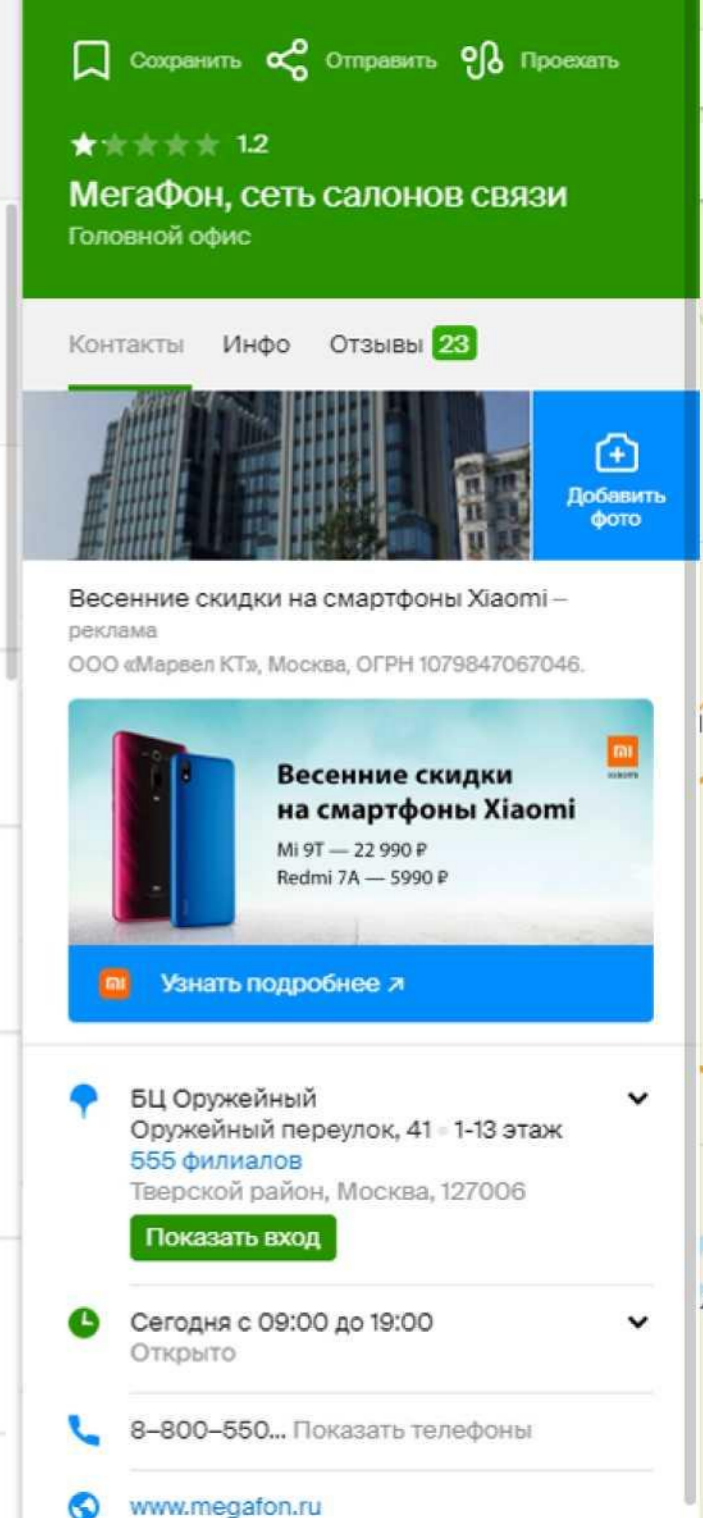 Сохранить Отправить Проехать
1.2
МегаФон, сеть салонов связи
Головной офис
Контакты Инфо Отзывы 23
Добавить
фото
Весенние скидки на смартфоны Xiaomi –
реклама
ООО «Марвел КТ», Москва, ОГРН 1079847067046.
Весенние скидки
на смартфоны Xiaomi
Mi 9T — 22 990 ₽
Redmi 7A — 5990 ₽
Узнать подробнее ↗
БЦ Оружейный
Оружейный переулок, 41 • 1-13 этаж
555 филиалов
Тверской район, Москва, 127006
Показать вход
Сегодня с 09:00 до 19:00
Открыто
8–800–550... Показать телефоны
www.megafon.ru